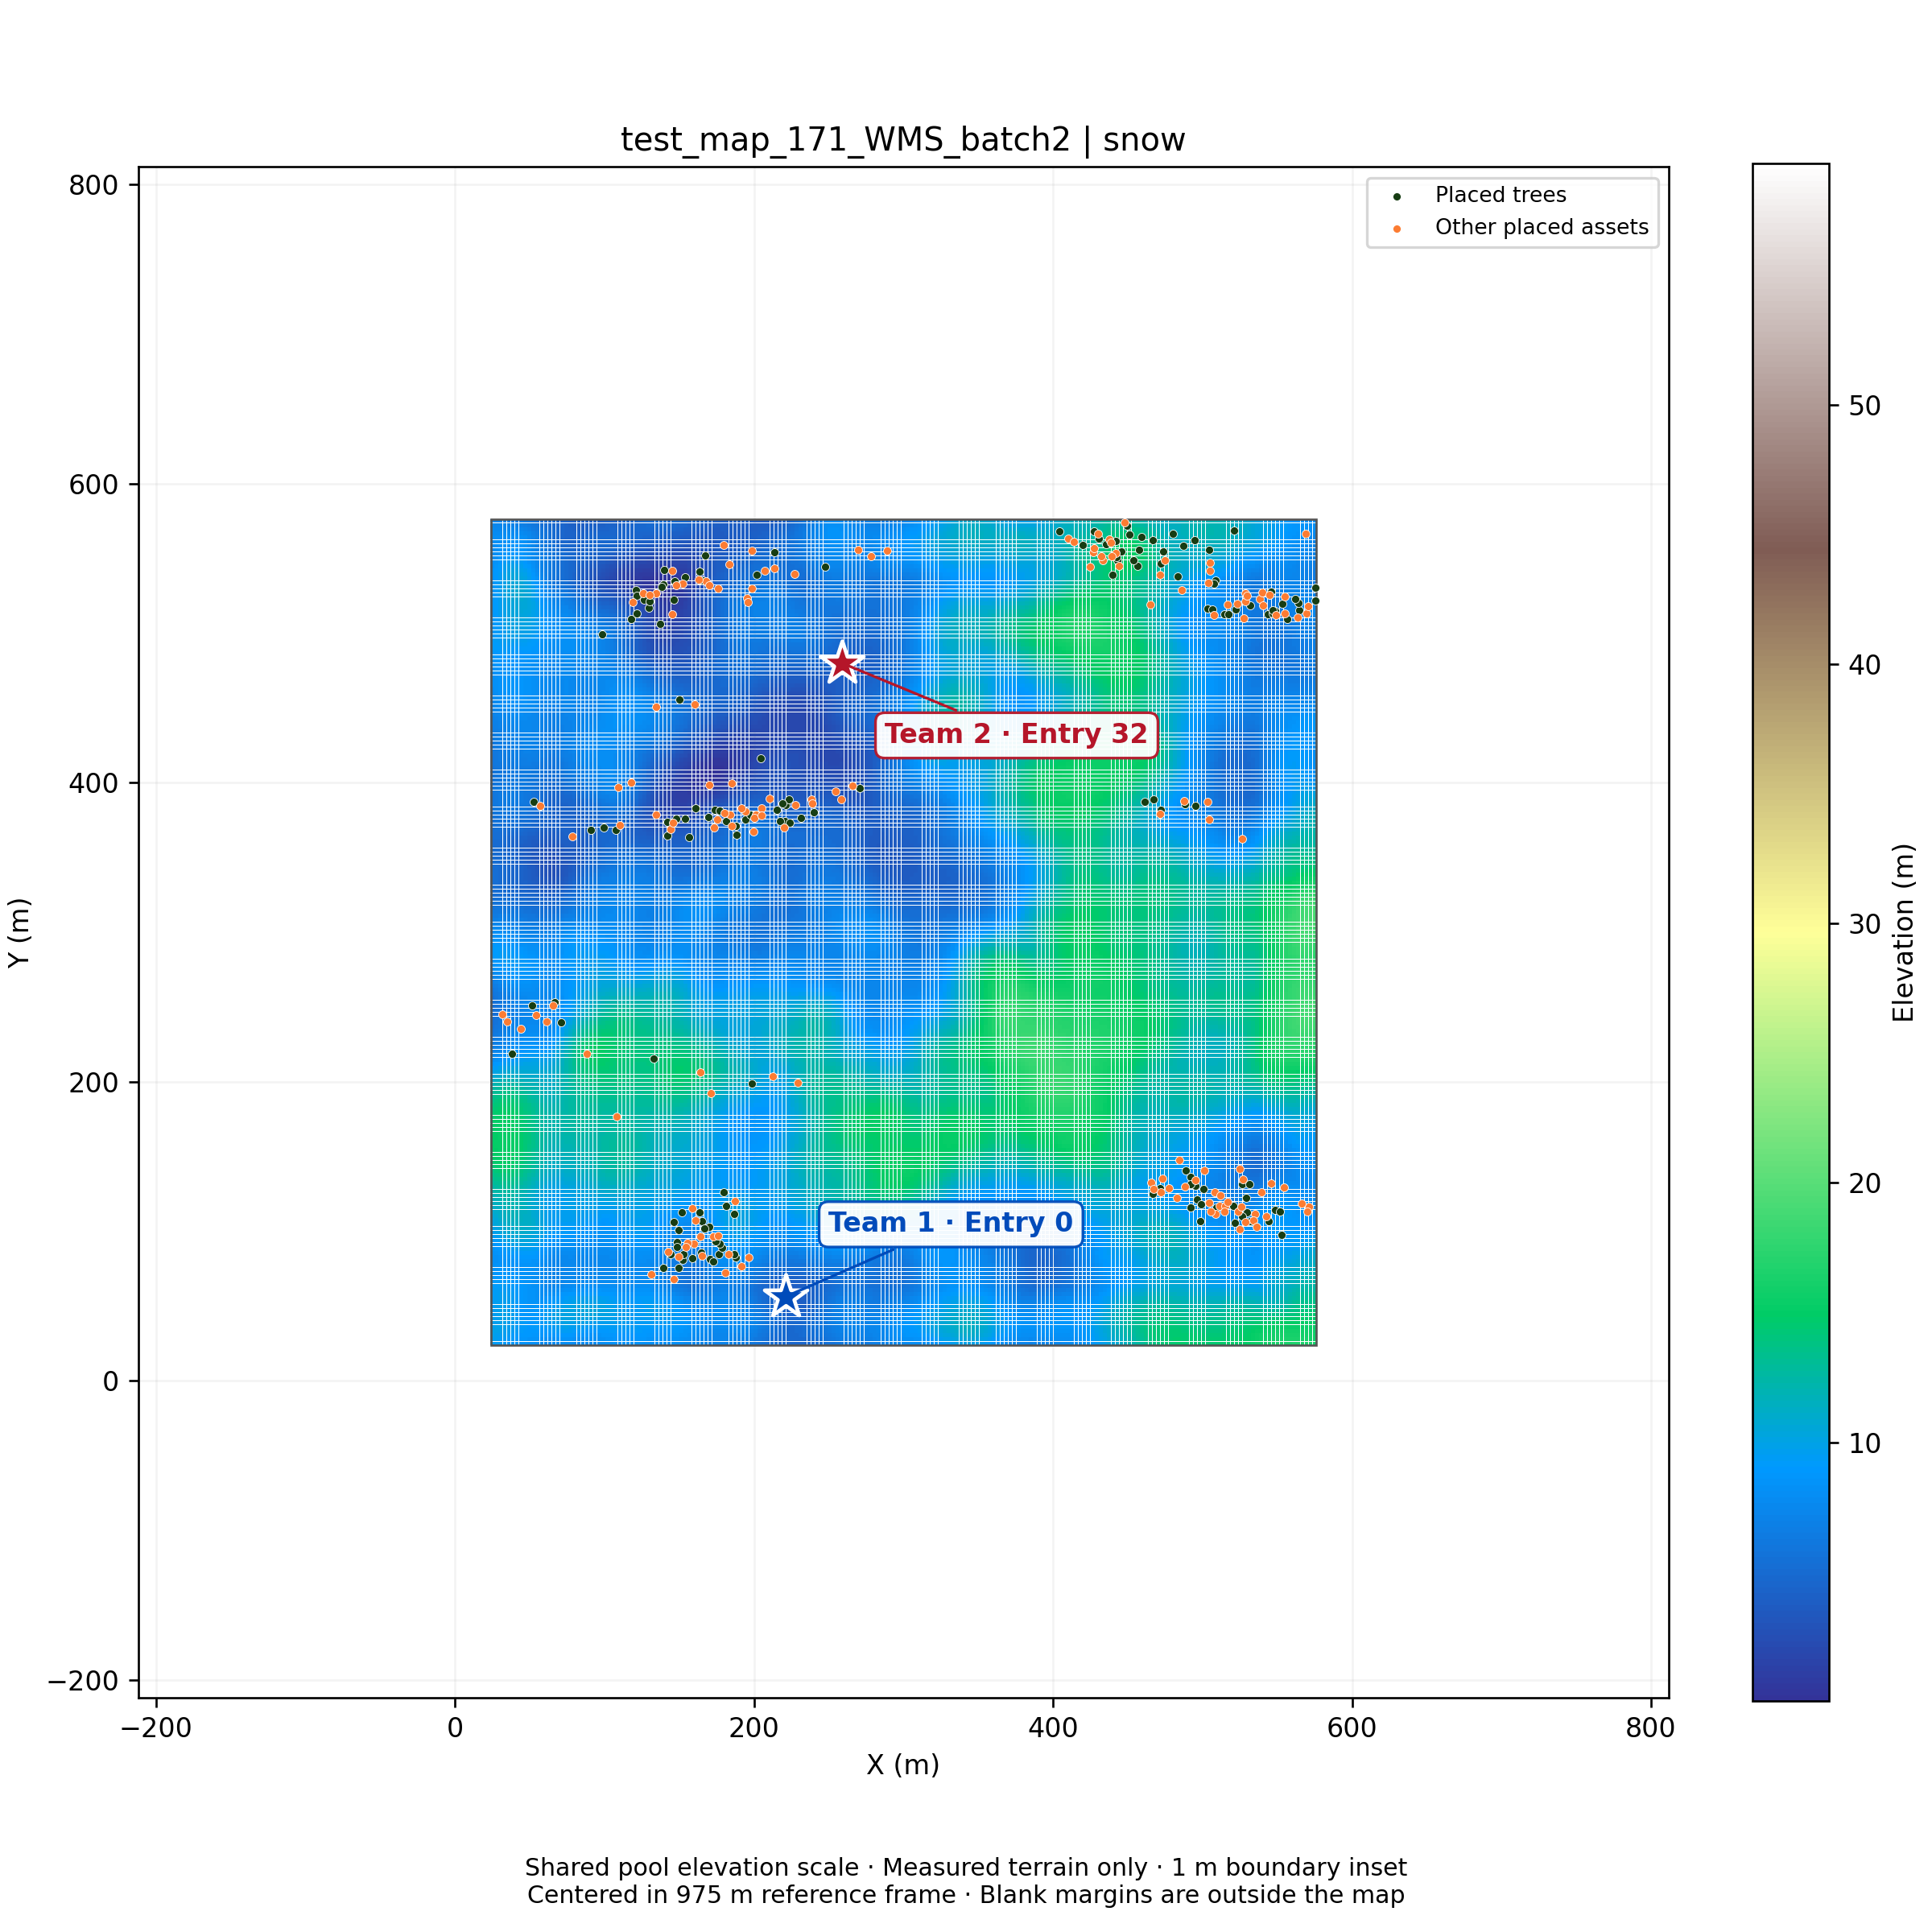 test_map_171_WMS_batch2 | snow
Placed trees
Other placed assets
800
600
400
200
0
−200
Y (m)
Team 2 · Entry 32
Team 1 · Entry 0
50
40
30
20
10
Elevation (m)
−200
0
200
400
600
800
X (m)
Shared pool elevation scale · Measured terrain only · 1 m boundary inset
Centered in 975 m reference frame · Blank margins are outside the map